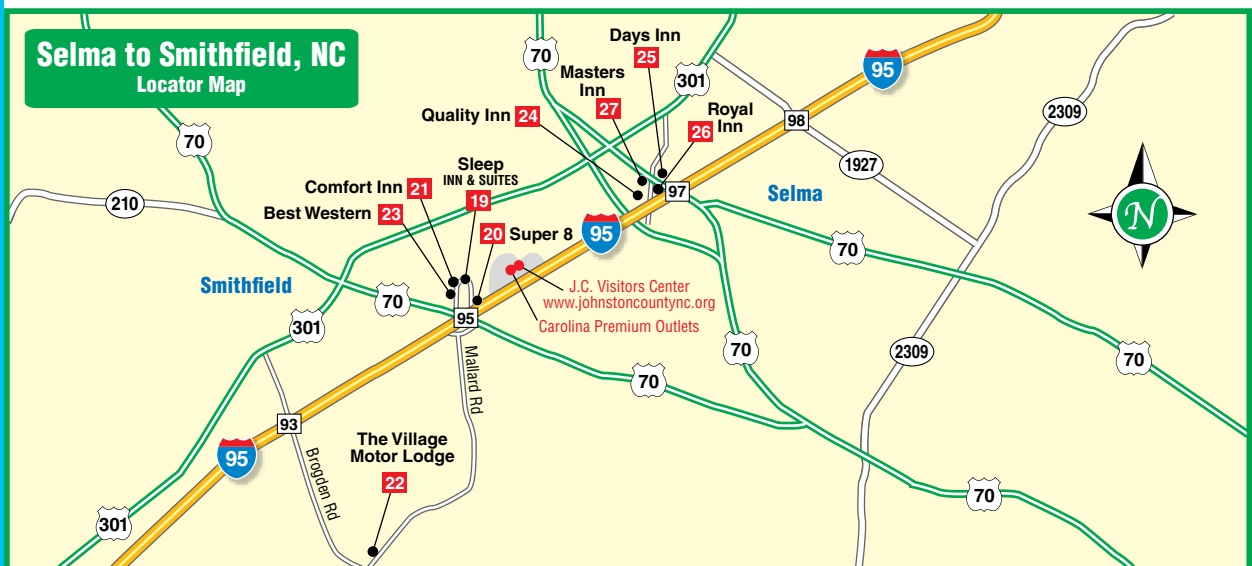 Selma to Smithfield, NC
Locator Map
70
Days Inn
25
301
95
Masters
Inn
27
Royal
Inn
26
Quality Inn 24
98
2309
70
1927
Sleep
INN & SUITES
19
Comfort Inn 21
Best Western 23
97
Selma
210
20 Super 8
95
N
70
Smithfield
J.C. Visitors Center
www.johnstoncountync.org
Carolina Premium Outlets
70
301
95
Mallard Rd
70
2309
70
70
93
Brogden Rd
The Village
Motor Lodge
22
95
70
301